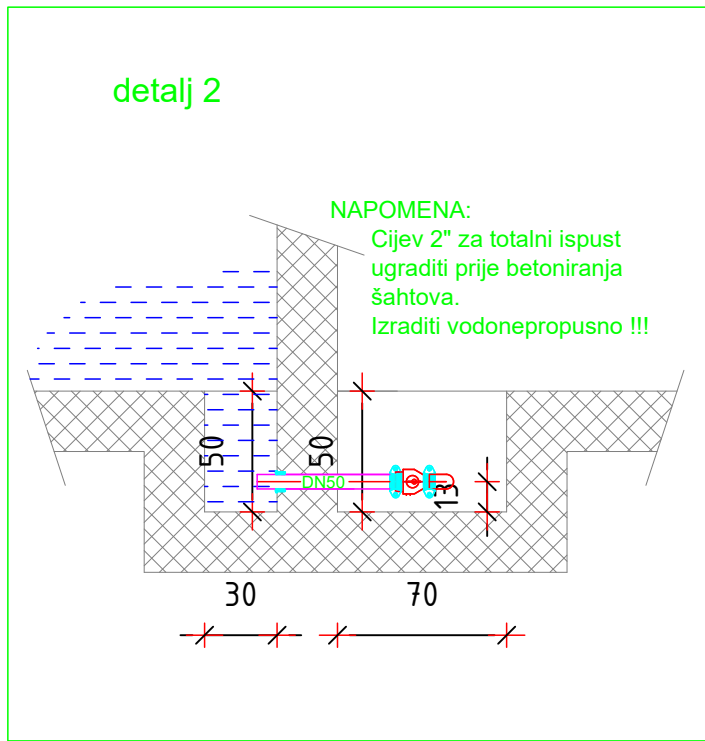 detalj 2
NAPOMENA:
Cijev 2" za totalni ispust
ugraditi prije betoniranja
šahtova.
Izraditi vodonepropusno !!!
50
50
DN50
13
30
70